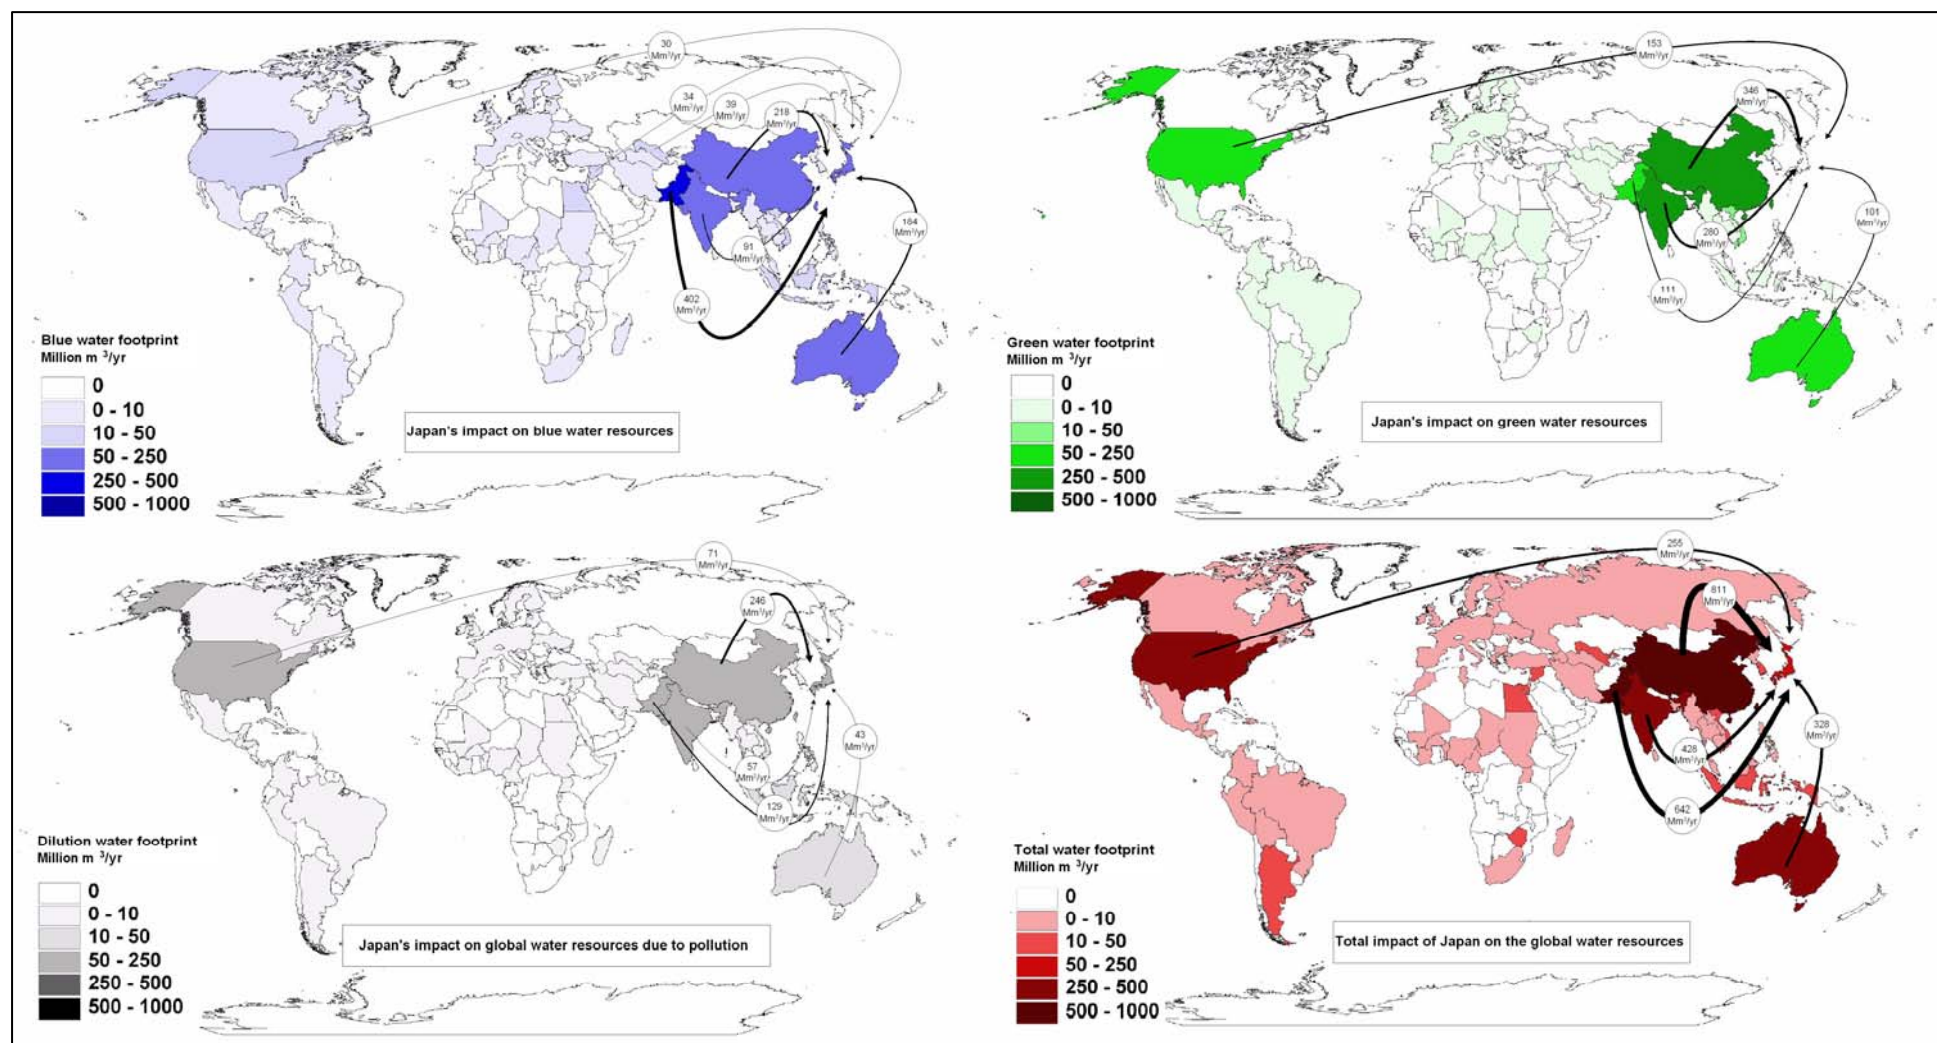 30
Mm³/yr
34
Mm³/yr
39
Mm³/yr
218
Mm³/yr
184
Mm³/yr
91
Mm³/yr
402
Mm³/yr
Blue water footprint
Million m ³/yr
0
0 - 10
10 - 50
50 - 250
250 - 500
500 - 1000
Japan's impact on blue water resources
153
Mm³/yr
346
Mm³/yr
101
Mm³/yr
280
Mm³/yr
111
Mm³/yr
Green water footprint
Million m ³/yr
0
0 - 10
10 - 50
50 - 250
250 - 500
500 - 1000
Japan's impact on green water resources
71
Mm³/yr
246
Mm³/yr
43
Mm³/yr
57
Mm³/yr
129
Mm³/yr
Dilution water footprint
Million m ³/yr
0
0 - 10
10 - 50
50 - 250
250 - 500
500 - 1000
Japan's impact on global water resources due to pollution
255
Mm³/yr
811
Mm³/yr
328
Mm³/yr
428
Mm³/yr
642
Mm³/yr
Total water footprint
Million m ³/yr
0
0 - 10
10 - 50
50 - 250
250 - 500
500 - 1000
Total impact of Japan on the global water resources